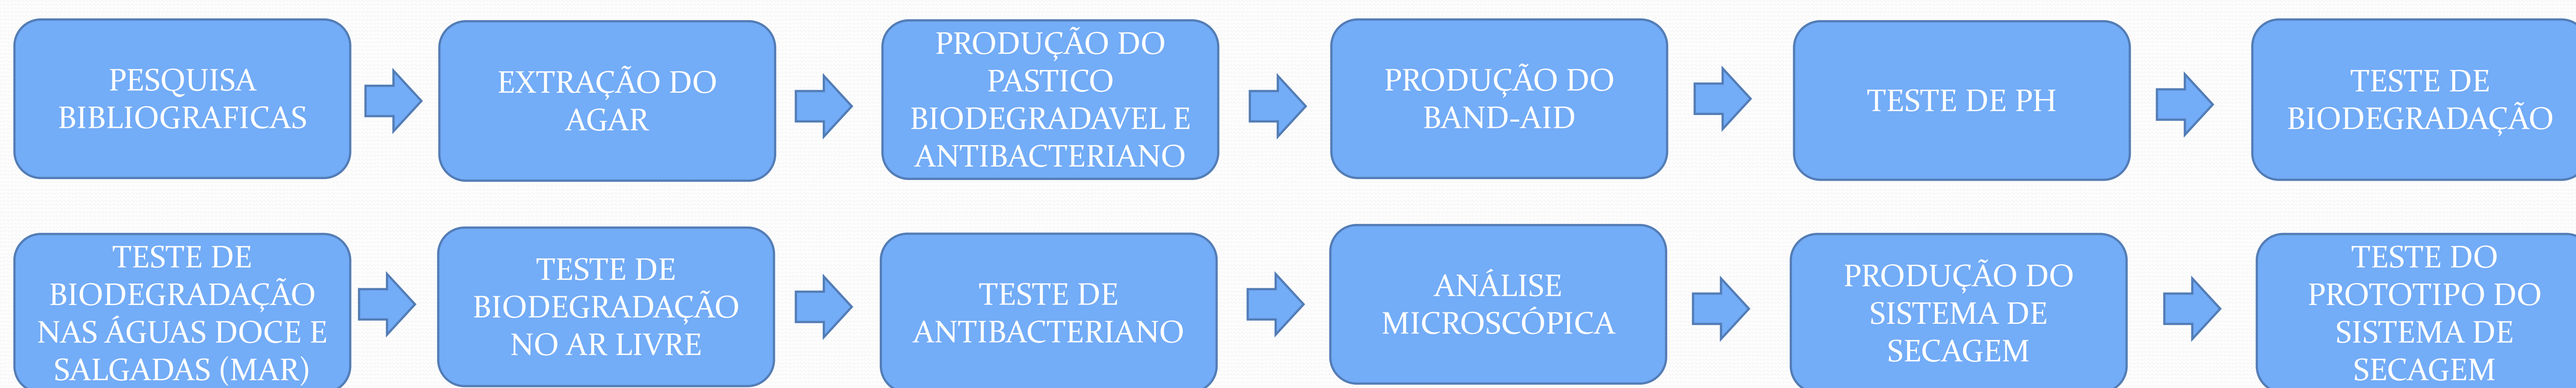 PESQUISA
BIBLIOGRAFICAS
EXTRAÇÃO DO
AGAR
PRODUÇÃO DO
PASTICO
BIODEGRADAVEL E
ANTIBACTERIANO
PRODUÇÃO DO
BAND-AID
TESTE DE PH
TESTE DE
BIODEGRADAÇÃO
TESTE DE
BIODEGRADAÇÃO
NAS ÁGUAS DOCE E
SALGADAS (MAR)
TESTE DE
BIODEGRADAÇÃO
NO AR LIVRE
TESTE DE
ANTIBACTERIANO
ANÁLISE
MICROSCÓPICA
PRODUÇÃO DO
SISTEMA DE
SECAGEM
TESTE DO
PROTOTIPO DO
SISTEMA DE
SECAGEM